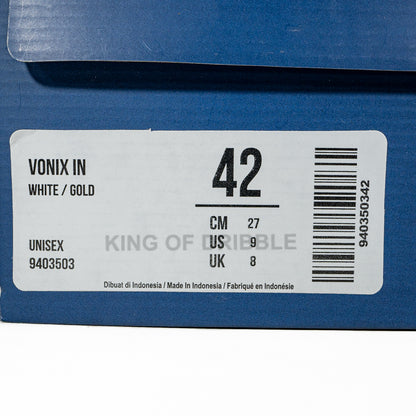 VONIX IN
WHITE / GOLD
42
CM 27
US 9
UK 8
UNISEX
9403503
KING OF DRIBBLE
Dibuat di Indonesia / Made In Indonesia / Fabriqué en Indonésie
940350342